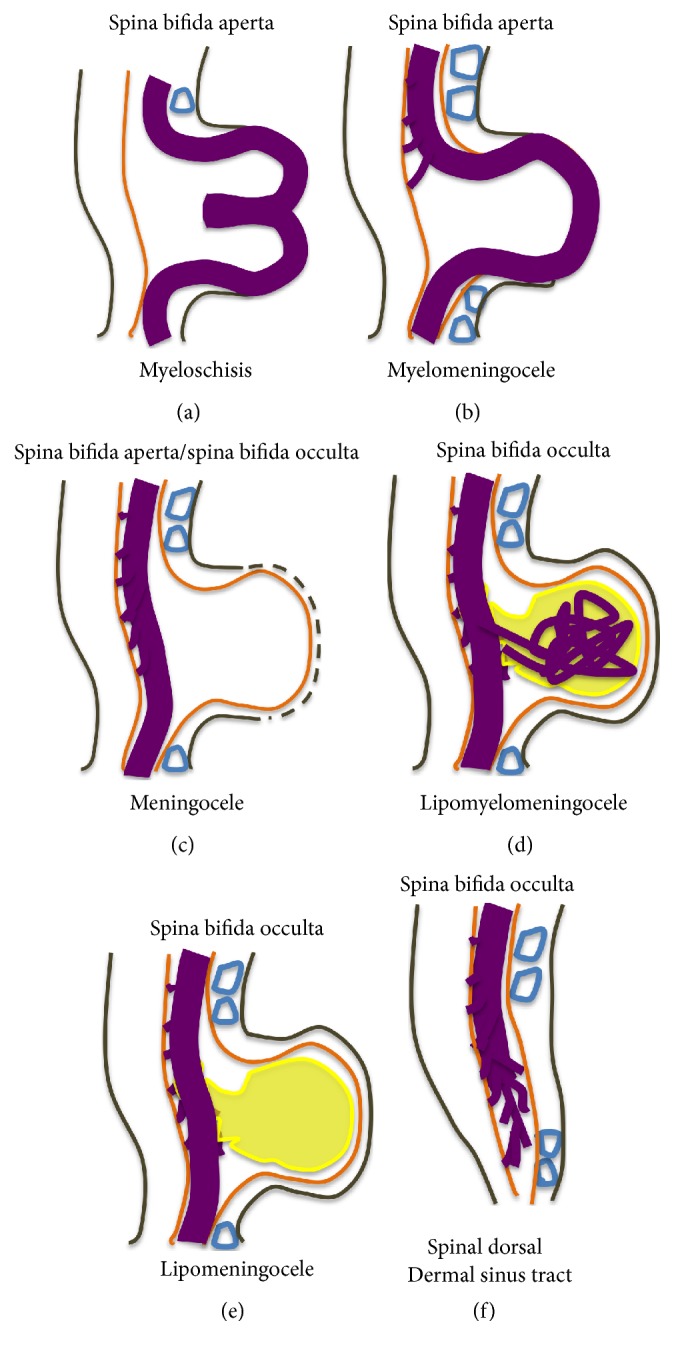 Spina bifida aperta
Spina bifida aperta
Myeloschisis
Myelomeningocele
(a)
(b)
Spina bifida aperta/spina bifida occulta
Spina bifida occulta
Meningocele
Lipomyelomeningocele
(c)
(d)
Spina bifida occulta
Spina bifida occulta
Lipomeningocele
Spinal dorsal
Dermal sinus tract
(e)
(f)